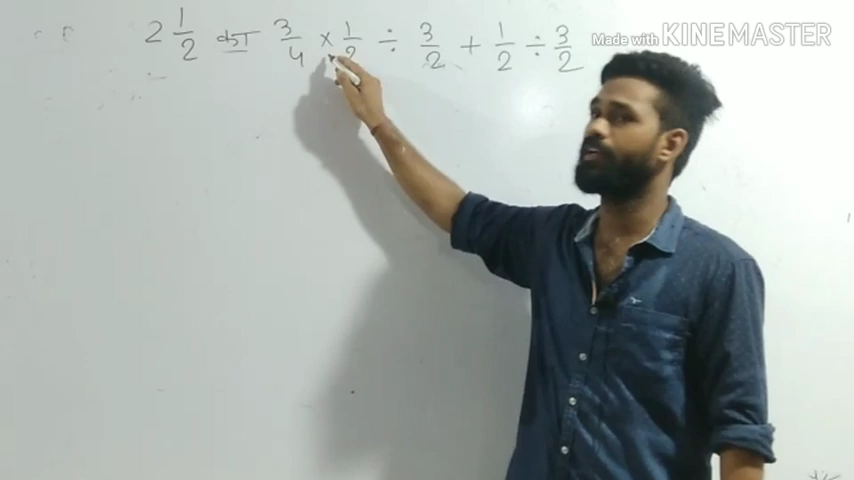 2 1/2 का 3/4 × 1/2 ÷ 3/2 + 1/2 ÷ 3/2
Made with KINEMASTER